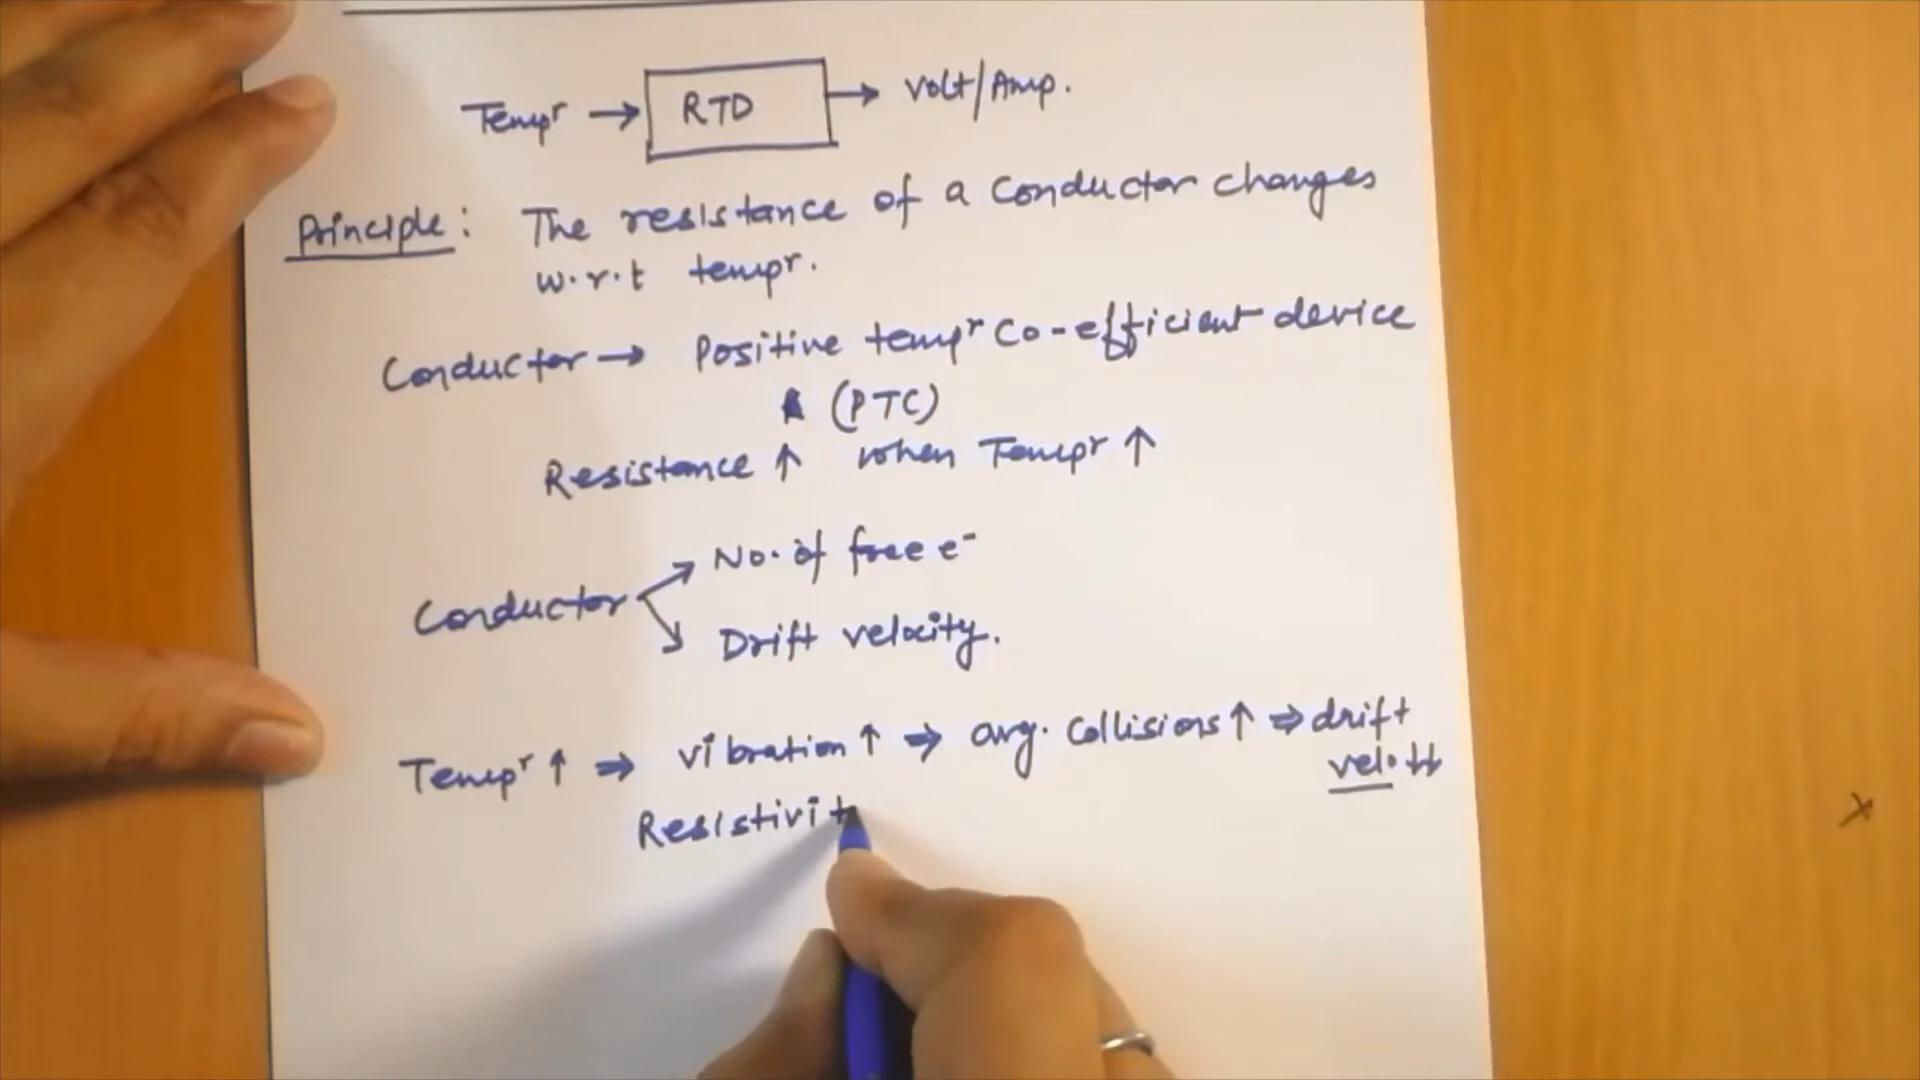 Tempr → RTD → Volt/Amp.
Principle: The resistance of a conductor changes
w.r.t tempr.
Conductor → Positive tempr Co-efficient device
(PTC)
Resistance ↑ when Tempr ↑
No. of free e-
Conductor
Drift velocity.
Tempr ↑ ⇒ vibration ↑ ⇒ avg. collisions ↑ ⇒ drift
velo. ↓↓
Resistivit